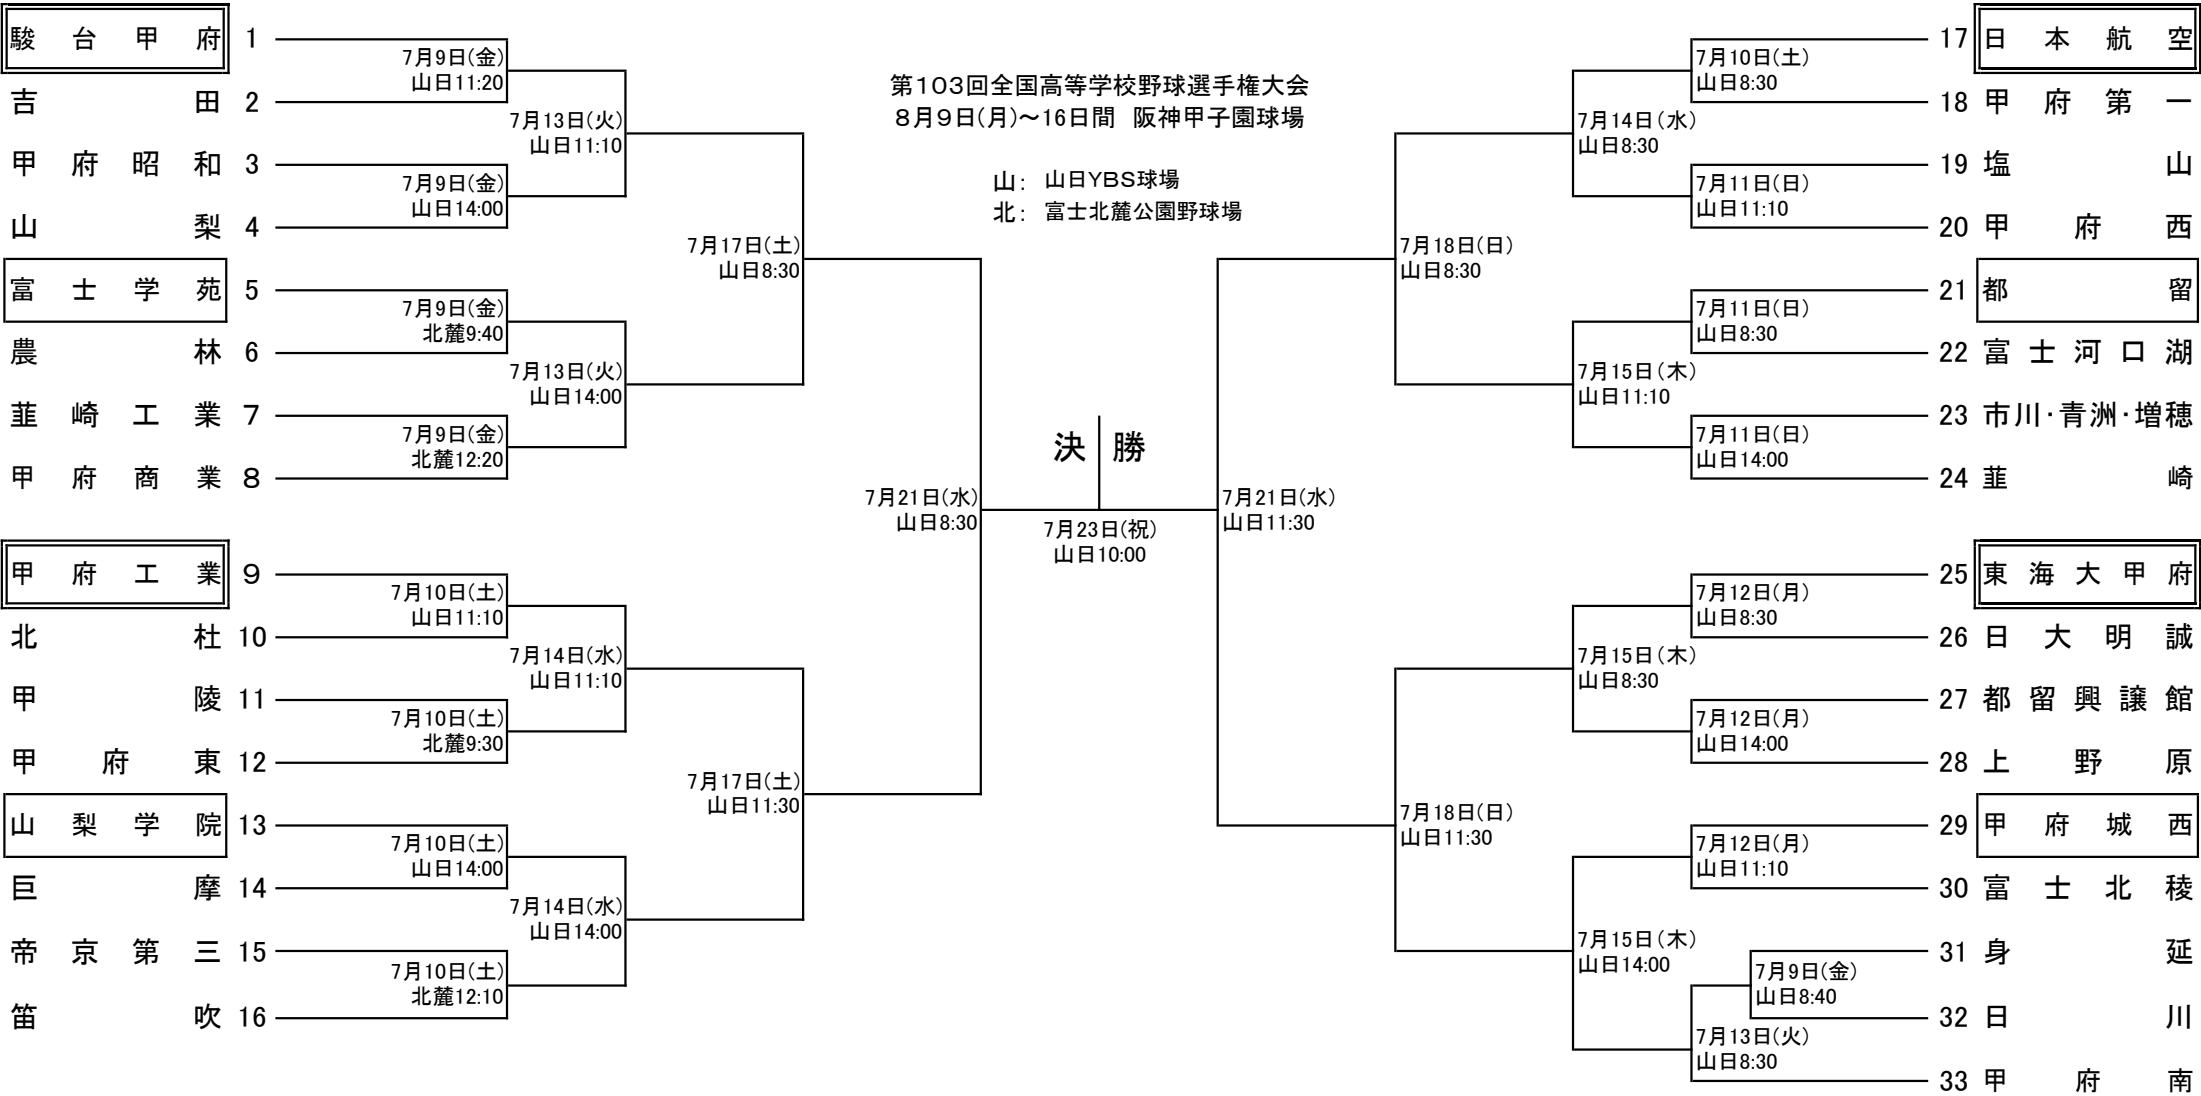 第103回全国高等学校野球選手権大会
8月9日(月)～16日間 阪神甲子園球場
山： 山日YBS球場
北： 富士北麓公園野球場
駿台甲府 1
7月9日(金)
山日11:20
吉田 2
7月13日(火)
山日11:10
甲府昭和 3
7月9日(金)
山日14:00
山梨 4
7月17日(土)
山日8:30
富士学苑 5
7月9日(金)
北麓9:40
農林 6
7月13日(火)
山日14:00
韮崎工業 7
7月9日(金)
北麓12:20
甲府商業 8
7月21日(水)
山日8:30
甲府工業 9
7月10日(土)
山日11:10
北杜 10
7月14日(水)
山日11:10
甲陵 11
7月10日(土)
北麓9:30
甲府東 12
7月17日(土)
山日11:30
山梨学院 13
7月10日(土)
山日14:00
巨摩 14
7月14日(水)
山日14:00
帝京第三 15
7月10日(土)
北麓12:10
笛吹 16
決勝
7月23日(祝)
山日10:00
17 日本航空
7月10日(土)
山日8:30
18 甲府第一
7月14日(水)
山日8:30
19 塩山
7月11日(日)
山日11:10
20 甲府西
7月18日(日)
山日8:30
21 都留
7月11日(日)
山日8:30
22 富士河口湖
7月15日(木)
山日11:10
23 市川･青洲･増穂
7月11日(日)
山日14:00
24 韮崎
7月21日(水)
山日11:30
25 東海大甲府
7月12日(月)
山日8:30
26 日大明誠
7月15日(木)
山日8:30
27 都留興譲館
7月12日(月)
山日14:00
28 上野原
7月18日(日)
山日11:30
29 甲府城西
7月12日(月)
山日11:10
30 富士北稜
7月15日(木)
山日14:00
31 身延
7月9日(金)
山日8:40
32 日川
7月13日(火)
山日8:30
33 甲府南